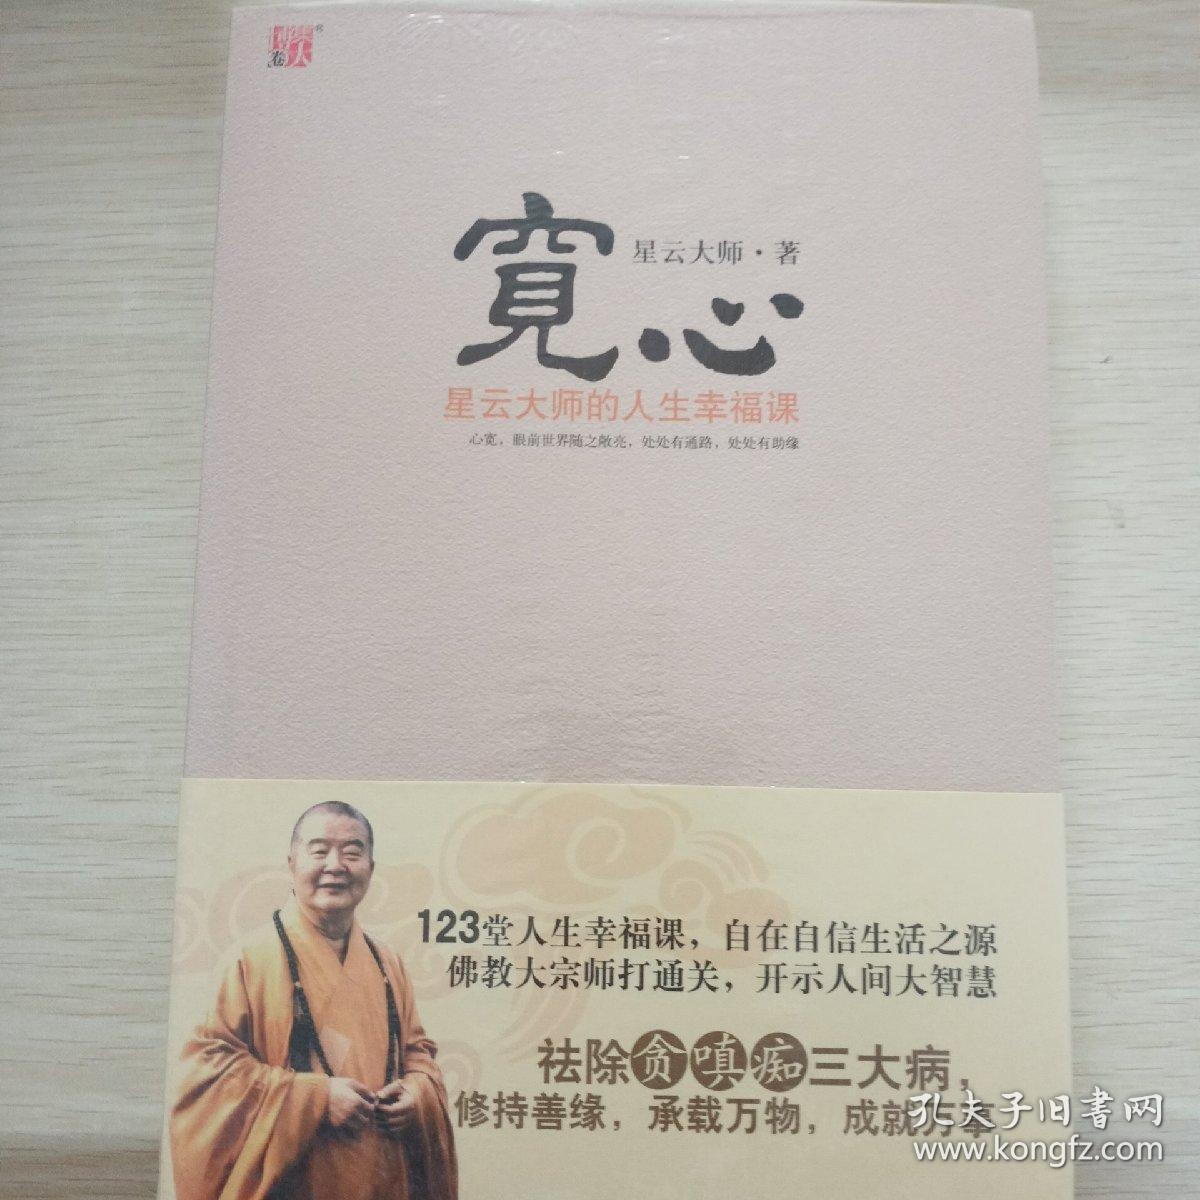 寬心
星云大师·著
星云大师的人生幸福课
心宽，眼前世界随之敞亮，处处有通路，处处有助缘
123堂人生幸福课，自在自信生活之源
佛教大宗师打通关，开示人间大智慧
祛除贪嗔痴三大病，
修持善缘，承载万物，成就万事
孔夫子旧书网
www.kongfz.com